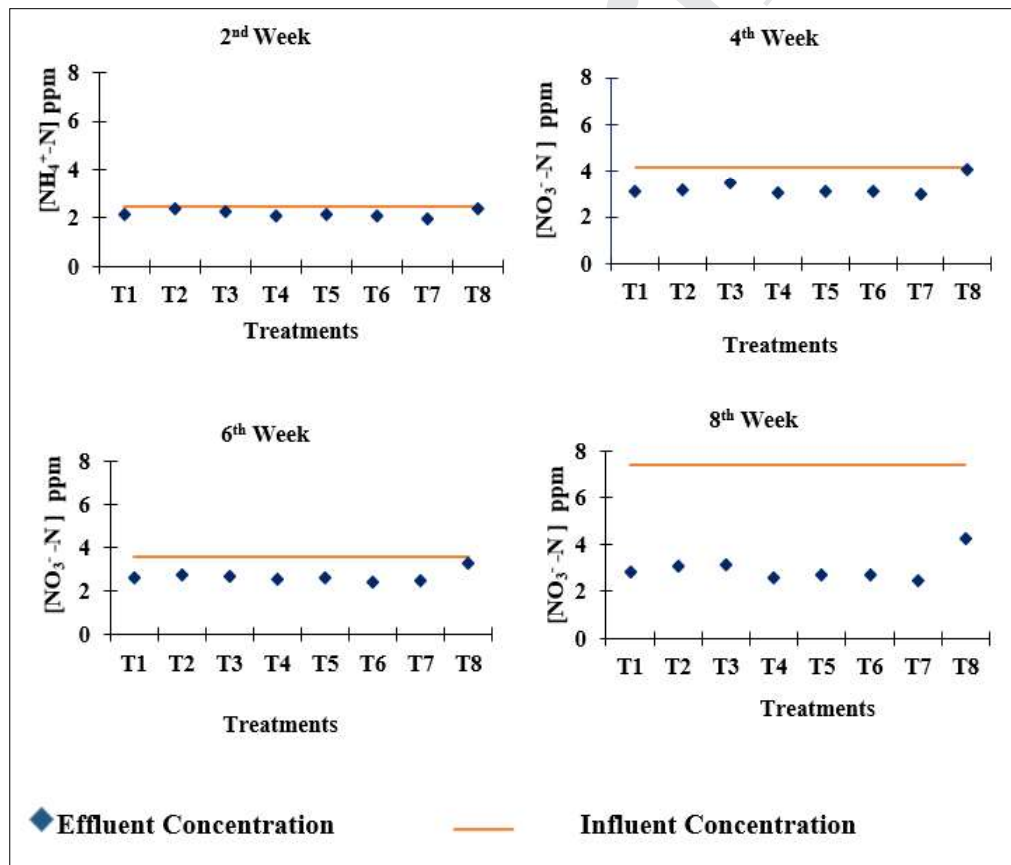 2nd Week
[NH₄⁺-N] ppm
8
6
4
2
0
T1 T2 T3 T4 T5 T6 T7 T8
Treatments
4th Week
[NO₃⁻ -N ] ppm
8
6
4
2
0
T1 T2 T3 T4 T5 T6 T7 T8
Treatments
6th Week
[NO₃⁻ -N ] ppm
8
6
4
2
0
T1 T2 T3 T4 T5 T6 T7 T8
Treatments
8th Week
[NO₃⁻ -N ] ppm
8
6
4
2
0
T1 T2 T3 T4 T5 T6 T7 T8
Treatments
Effluent Concentration Influent Concentration